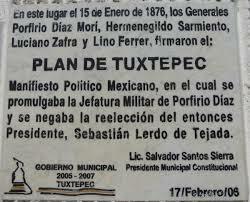 En este lugar el 15 de Enero de 1876, los Generales
Porfirio Díaz Mori, Hermenegildo Sarmiento,
Luciano Zafra y Lino Ferrer, firmaron el:
PLAN DE TUXTEPEC
Manifiesto Político Mexicano, en el cual se
promulgaba la Jefatura Militar de Porfirio Díaz
y se negaba la reelección del entonces
Presidente, Sebastián Lerdo de Tejada.
GOBIERNO MUNICIPAL
2005 - 2007
TUXTEPEC
Lic. Salvador Santos Sierra
Presidente Municipal Constitucional
17/Febrero/06